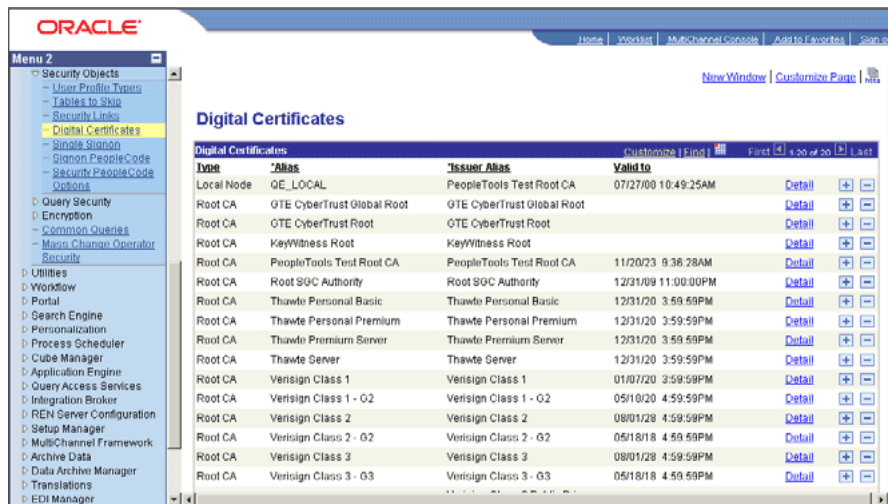 ORACLE
Home | Worklist | MultiChannel Console | Add to Favorites | Sign o
Menu 2
Security Objects
User Profile Types
Tables to Skip
Security Links
Digital Certificates
Single Signon
Signon PeopleCode
Security PeopleCode
Options
Query Security
Encryption
Common Queries
Mass Change Operator
Security
Utilities
Workflow
Portal
Search Engine
Personalization
Process Scheduler
Cube Manager
Application Engine
Query Access Services
Integration Broker
REN Server Configuration
Setup Manager
MultiChannel Framework
Archive Data
Data Archive Manager
Translations
EDI Manager
New Window | Customize Page | http
Digital Certificates
Digital Certificates Customize | Find | First 1-20 of 20 Last
Type *Alias *Issuer Alias Valid to
Local Node QE_LOCAL PeopleTools Test Root CA 07/27/08 10:49:25AM Detail
Root CA GTE CyberTrust Global Root GTE CyberTrust Global Root Detail
Root CA GTE CyberTrust Root GTE CyberTrust Root Detail
Root CA KeyWitness Root KeyWitness Root Detail
Root CA PeopleTools Test Root CA PeopleTools Test Root CA 11/20/23 9:36:28AM Detail
Root CA Root SGC Authority Root SGC Authority 12/31/09 11:00:00PM Detail
Root CA Thawte Personal Basic Thawte Personal Basic 12/31/20 3:59:59PM Detail
Root CA Thawte Personal Premium Thawte Personal Premium 12/31/20 3:59:59PM Detail
Root CA Thawte Premium Server Thawte Premium Server 12/31/20 3:59:59PM Detail
Root CA Thawte Server Thawte Server 12/31/20 3:59:59PM Detail
Root CA Verisign Class 1 Verisign Class 1 01/07/20 3:59:59PM Detail
Root CA Verisign Class 1 - G2 Verisign Class 1 - G2 05/18/20 4:59:59PM Detail
Root CA Verisign Class 2 Verisign Class 2 08/01/28 4:59:59PM Detail
Root CA Verisign Class 2 - G2 Verisign Class 2 - G2 05/18/18 4:59:59PM Detail
Root CA Verisign Class 3 Verisign Class 3 08/01/28 4:59:59PM Detail
Root CA Verisign Class 3 - G3 Verisign Class 3 - G3 05/18/18 4:59:59PM Detail